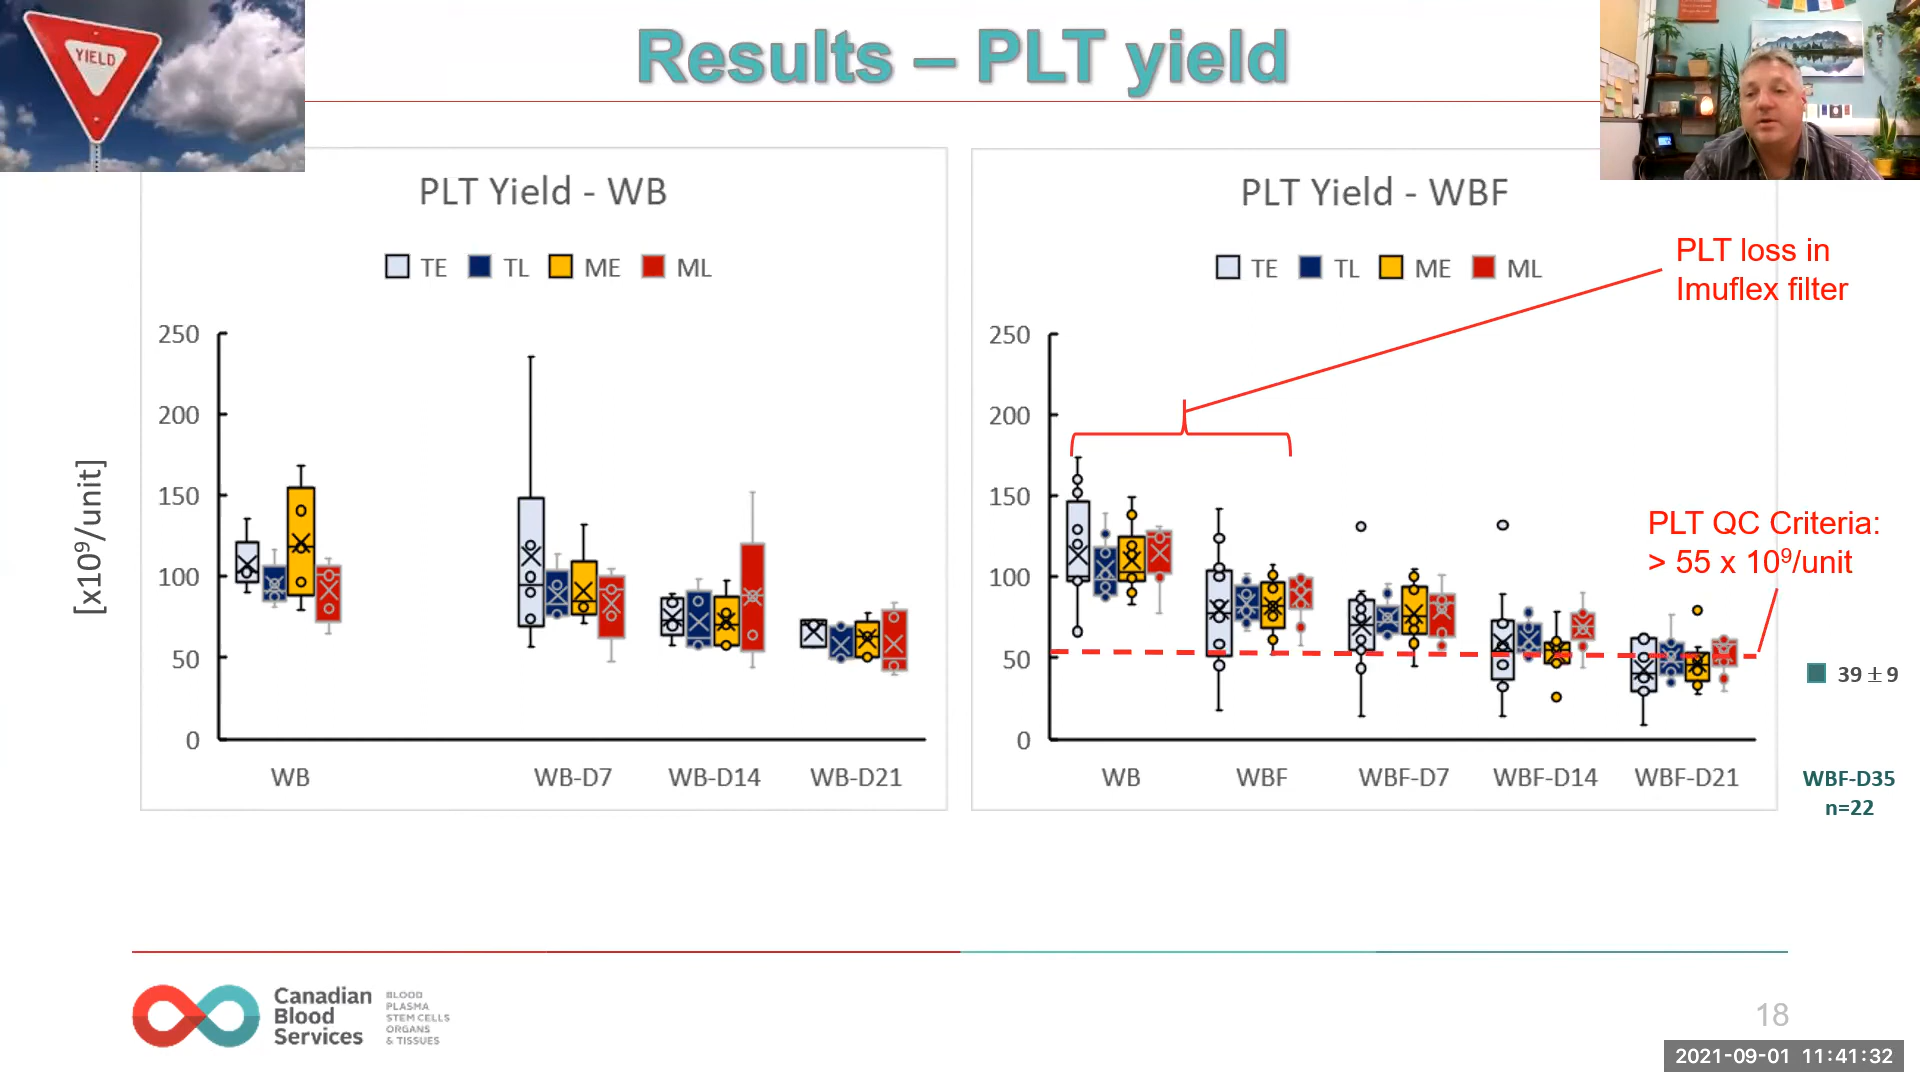 YIELD
Results – PLT yield
PLT Yield - WB
TE TL ME ML
[x10⁹/unit]
250
200
150
100
50
0
WB WB-D7 WB-D14 WB-D21
PLT Yield - WBF
TE TL ME ML
250
200
150
100
50
0
WB WBF WBF-D7 WBF-D14 WBF-D21
PLT loss in
Imuflex filter
PLT QC Criteria:
> 55 x 10⁹/unit
39 ± 9
WBF-D35
n=22
Canadian
Blood
Services
BLOOD
PLASMA
STEM CELLS
ORGANS
& TISSUES
18
2021-09-01 11:41:32